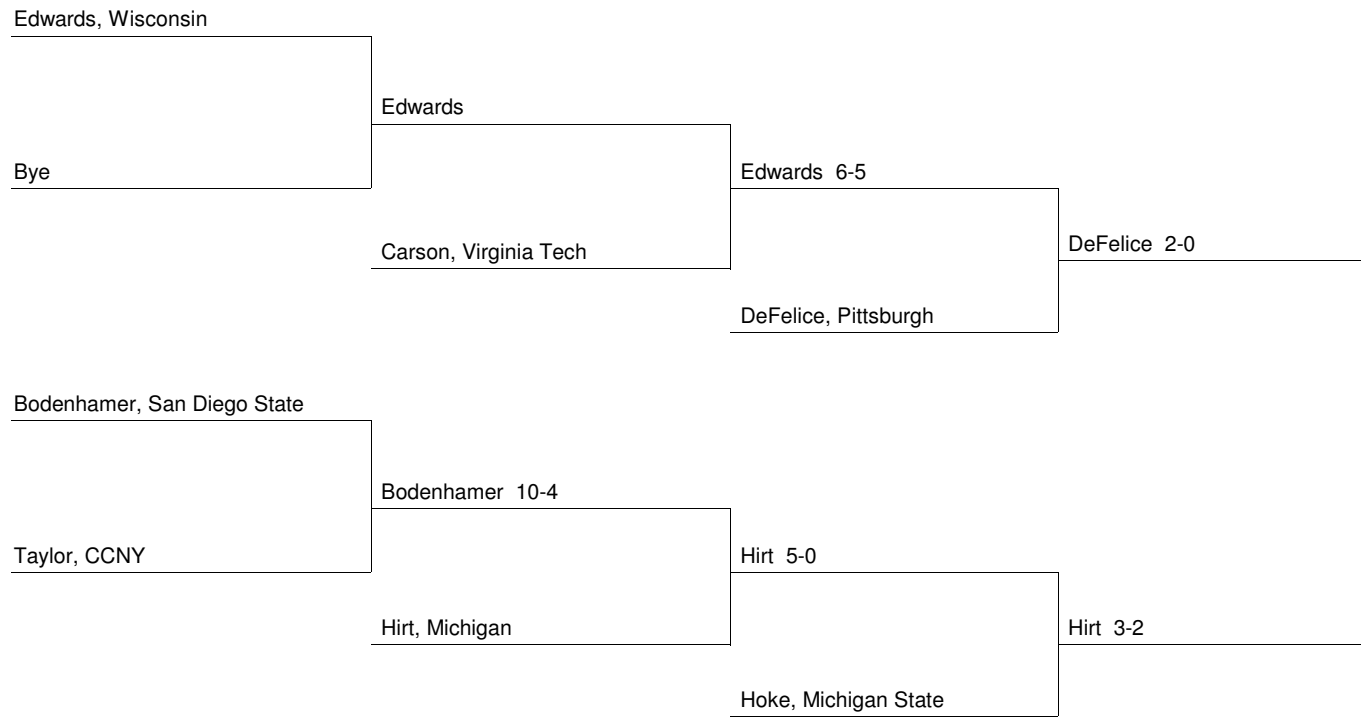 Edwards, Wisconsin
Edwards
Bye
Edwards 6-5
DeFelice 2-0
Carson, Virginia Tech
DeFelice, Pittsburgh
Bodenhamer, San Diego State
Bodenhamer 10-4
Taylor, CCNY
Hirt 5-0
Hirt, Michigan
Hirt 3-2
Hoke, Michigan State